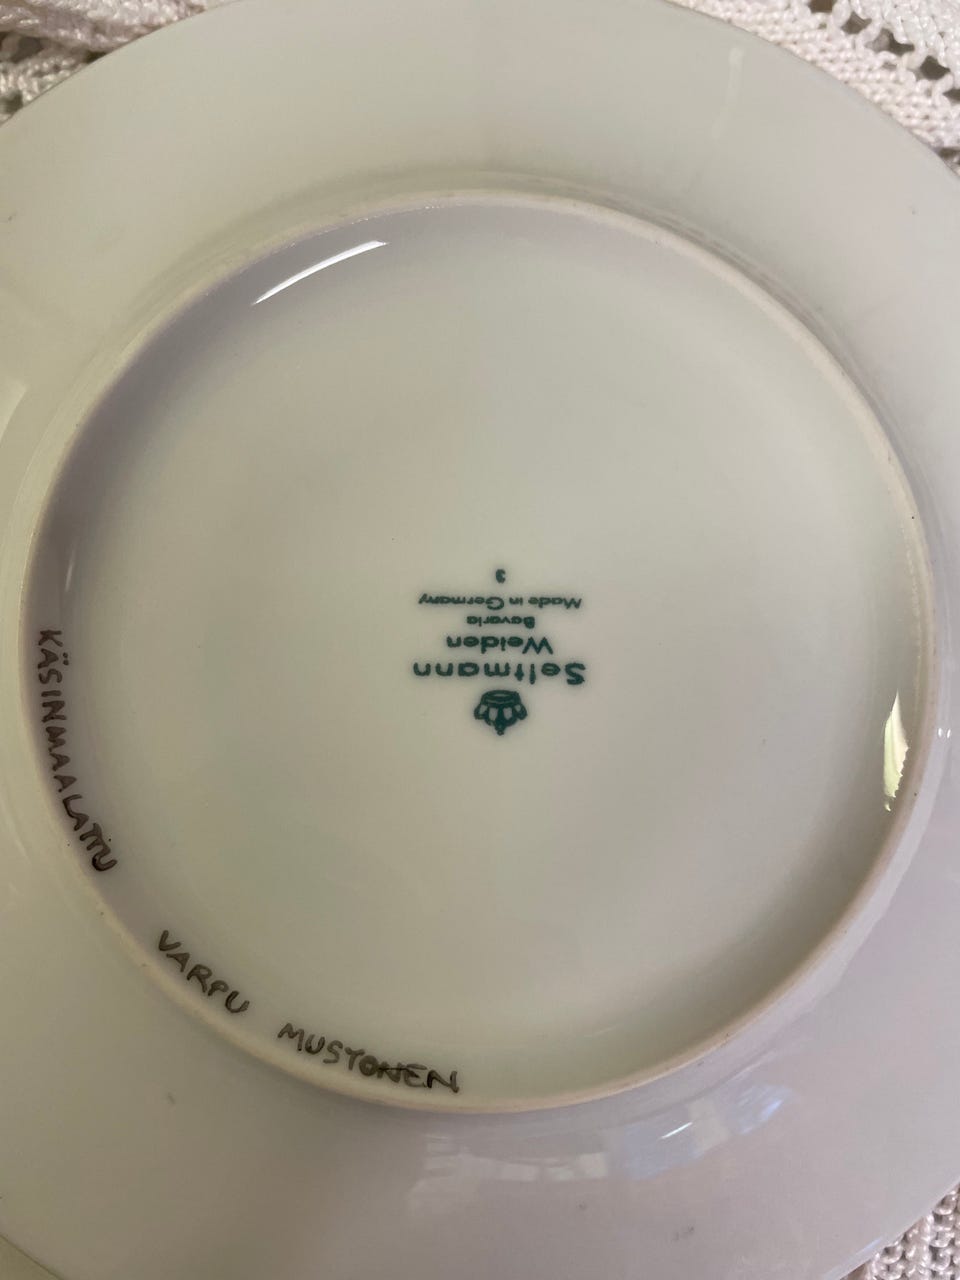 Seltmann
Weiden
Bavaria
Made in Germany
3
KÄSINMAALATTU VARPU MUSTONEN